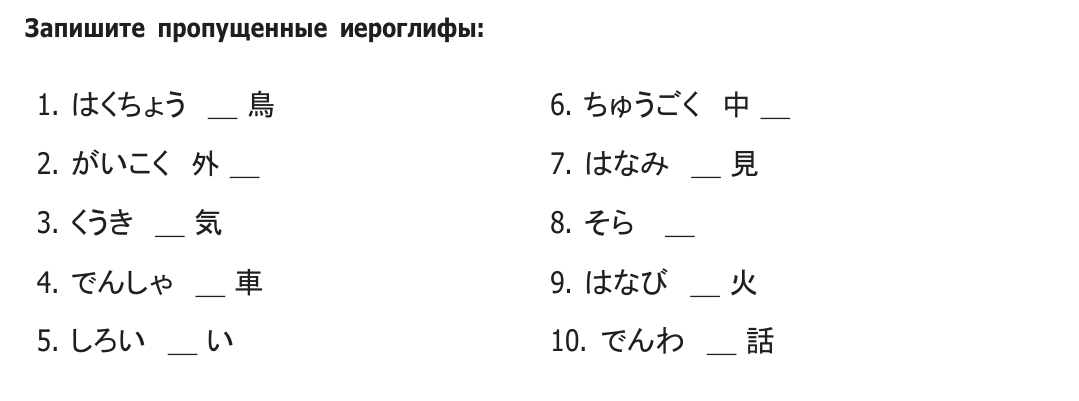 Запишите пропущенные иероглифы:
1. はくちょう __ 鳥
2. がいこく 外 __
3. くうき __ 気
4. でんしゃ __ 車
5. しろい __ い
6. ちゅうごく 中 __
7. はなみ __ 見
8. そら __
9. はなび __ 火
10. でんわ __ 話